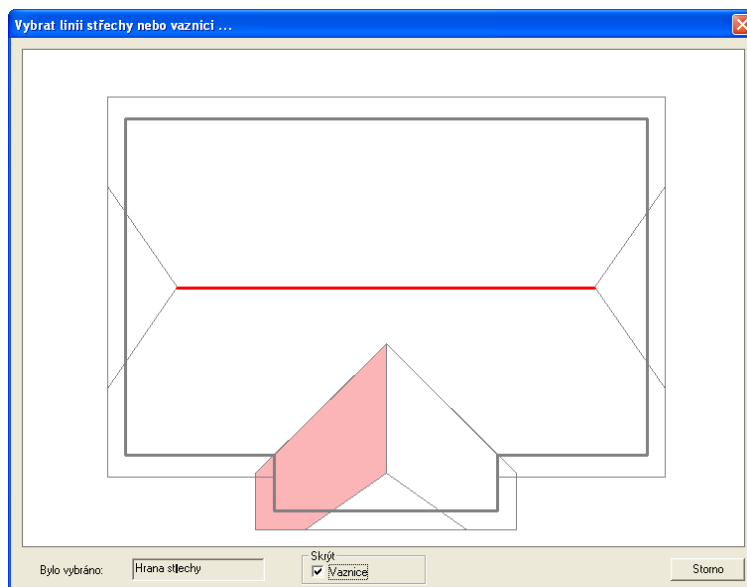 Vybrat linii střechy nebo vaznici ...
Skrýt
Bylo vybráno: Hrana střechy Vaznice Storno